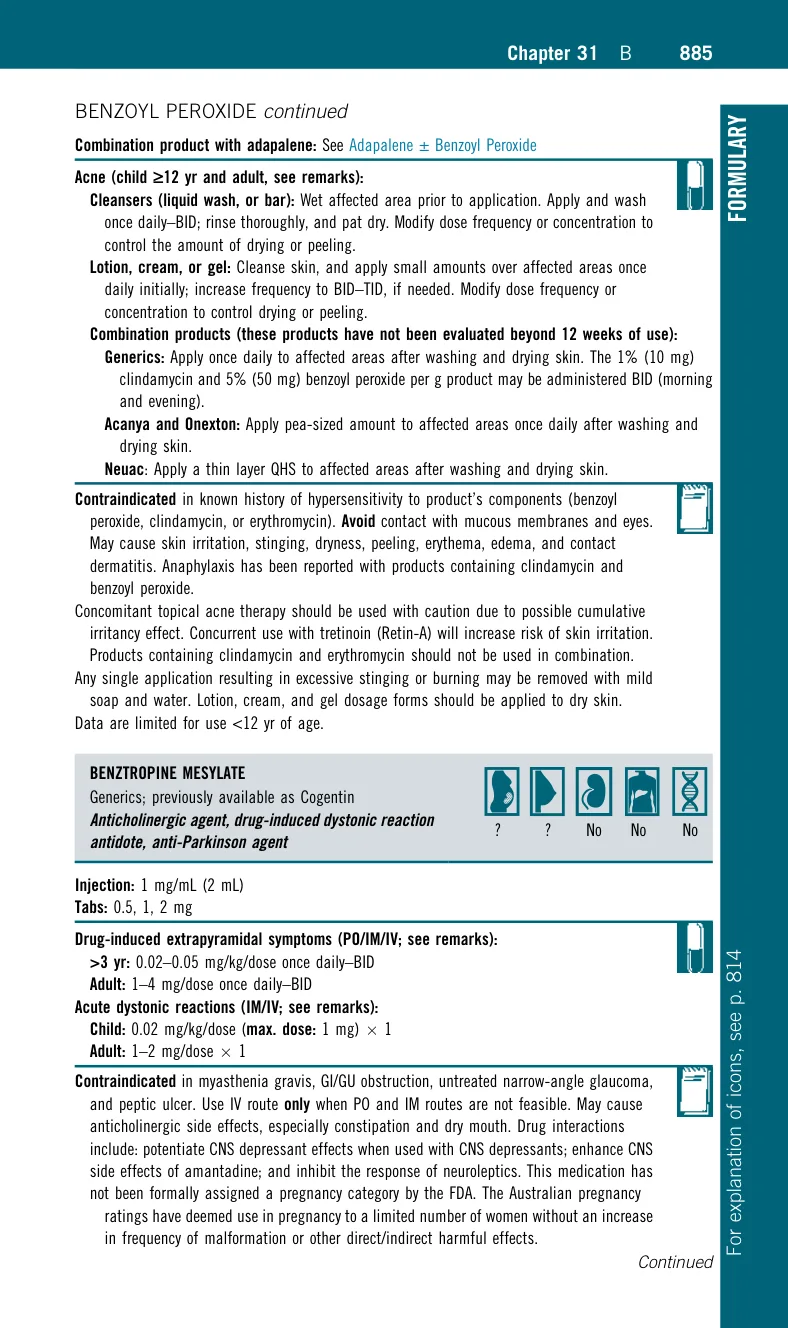 Chapter 31 B 885
BENZOYL PEROXIDE continued
Combination product with adapalene: See Adapalene ± Benzoyl Peroxide
Acne (child ≥12 yr and adult, see remarks):
Cleansers (liquid wash, or bar): Wet affected area prior to application. Apply and wash
once daily–BID; rinse thoroughly, and pat dry. Modify dose frequency or concentration to
control the amount of drying or peeling.
Lotion, cream, or gel: Cleanse skin, and apply small amounts over affected areas once
daily initially; increase frequency to BID–TID, if needed. Modify dose frequency or
concentration to control drying or peeling.
Combination products (these products have not been evaluated beyond 12 weeks of use):
Generics: Apply once daily to affected areas after washing and drying skin. The 1% (10 mg)
clindamycin and 5% (50 mg) benzoyl peroxide per g product may be administered BID (morning
and evening).
Acanya and Onexton: Apply pea-sized amount to affected areas once daily after washing and
drying skin.
Neuac: Apply a thin layer QHS to affected areas after washing and drying skin.
Contraindicated in known history of hypersensitivity to product's components (benzoyl
peroxide, clindamycin, or erythromycin). Avoid contact with mucous membranes and eyes.
May cause skin irritation, stinging, dryness, peeling, erythema, edema, and contact
dermatitis. Anaphylaxis has been reported with products containing clindamycin and
benzoyl peroxide.
Concomitant topical acne therapy should be used with caution due to possible cumulative
irritancy effect. Concurrent use with tretinoin (Retin-A) will increase risk of skin irritation.
Products containing clindamycin and erythromycin should not be used in combination.
Any single application resulting in excessive stinging or burning may be removed with mild
soap and water. Lotion, cream, and gel dosage forms should be applied to dry skin.
Data are limited for use <12 yr of age.
BENZTROPINE MESYLATE
Generics; previously available as Cogentin
Anticholinergic agent, drug-induced dystonic reaction
antidote, anti-Parkinson agent
? ? No No No
Injection: 1 mg/mL (2 mL)
Tabs: 0.5, 1, 2 mg
Drug-induced extrapyramidal symptoms (PO/IM/IV; see remarks):
>3 yr: 0.02–0.05 mg/kg/dose once daily–BID
Adult: 1–4 mg/dose once daily–BID
Acute dystonic reactions (IM/IV; see remarks):
Child: 0.02 mg/kg/dose (max. dose: 1 mg) × 1
Adult: 1–2 mg/dose × 1
Contraindicated in myasthenia gravis, GI/GU obstruction, untreated narrow-angle glaucoma,
and peptic ulcer. Use IV route only when PO and IM routes are not feasible. May cause
anticholinergic side effects, especially constipation and dry mouth. Drug interactions
include: potentiate CNS depressant effects when used with CNS depressants; enhance CNS
side effects of amantadine; and inhibit the response of neuroleptics. This medication has
not been formally assigned a pregnancy category by the FDA. The Australian pregnancy
ratings have deemed use in pregnancy to a limited number of women without an increase
in frequency of malformation or other direct/indirect harmful effects.
Continued
FORMULARY
For explanation of icons, see p. 814